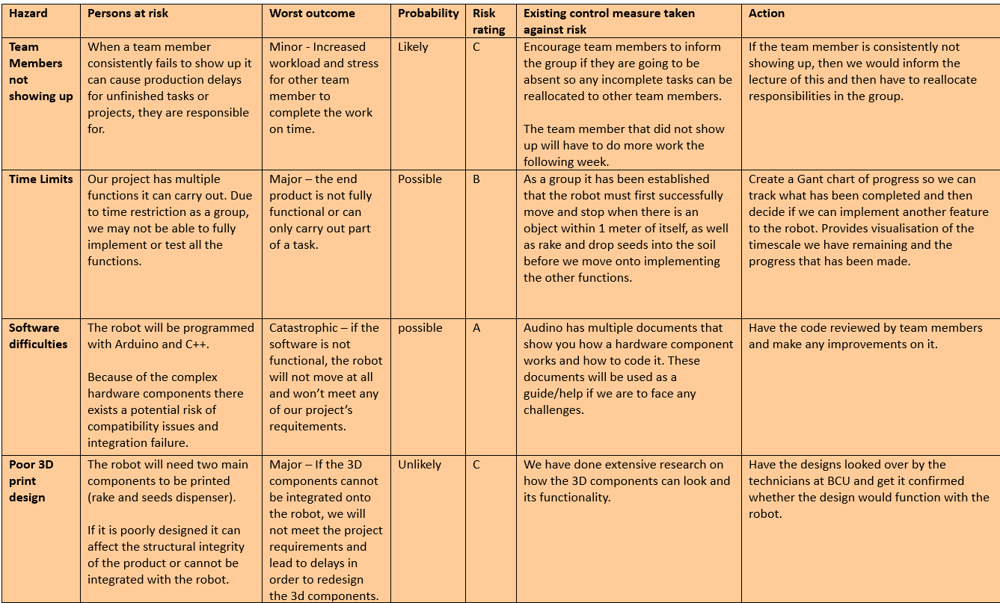 Hazard
Persons at risk
Worst outcome
Probability
Risk
rating
Existing control measure taken
against risk
Action
Team
Members
not
showing up
When a team member
consistently fails to show up it
can cause production delays
for unfinished tasks or
projects, they are responsible
for.
Minor - Increased
workload and stress
for other team
member to
complete the work
on time.
Likely
C
Encourage team members to inform
the group if they are going to be
absent so any incomplete tasks can be
reallocated to other team members.
The team member that did not show
up will have to do more work the
following week.
If the team member is consistently not
showing up, then we would inform the
lecture of this and then have to reallocate
responsibilities in the group.
Time Limits
Our project has multiple
functions it can carry out. Due
to time restriction as a group,
we may not be able to fully
implement or test all the
functions.
Major – the end
product is not fully
functional or can
only carry out part
of a task.
Possible
B
As a group it has been established
that the robot must first successfully
move and stop when there is an
object within 1 meter of itself, as well
as rake and drop seeds into the soil
before we move onto implementing
the other functions.
Create a Gant chart of progress so we can
track what has been completed and then
decide if we can implement another feature
to the robot. Provides visualisation of the
timescale we have remaining and the
progress that has been made.
Software
difficulties
The robot will be programmed
with Arduino and C++.
Because of the complex
hardware components there
exists a potential risk of
compatibility issues and
integration failure.
Catastrophic – if the
software is not
functional, the robot
will not move at all
and won’t meet any
of our project’s
requitements.
possible
A
Audino has multiple documents that
show you how a hardware component
works and how to code it. These
documents will be used as a
guide/help if we are to face any
challenges.
Have the code reviewed by team members
and make any improvements on it.
Poor 3D
print
design
The robot will need two main
components to be printed
(rake and seeds dispenser).
If it is poorly designed it can
affect the structural integrity
of the product or cannot be
integrated with the robot.
Major – If the 3D
components cannot
be integrated onto
the robot, we will
not meet the project
requirements and
lead to delays in
order to redesign
the 3d components.
Unlikely
C
We have done extensive research on
how the 3D components can look and
its functionality.
Have the designs looked over by the
technicians at BCU and get it confirmed
whether the design would function with the
robot.